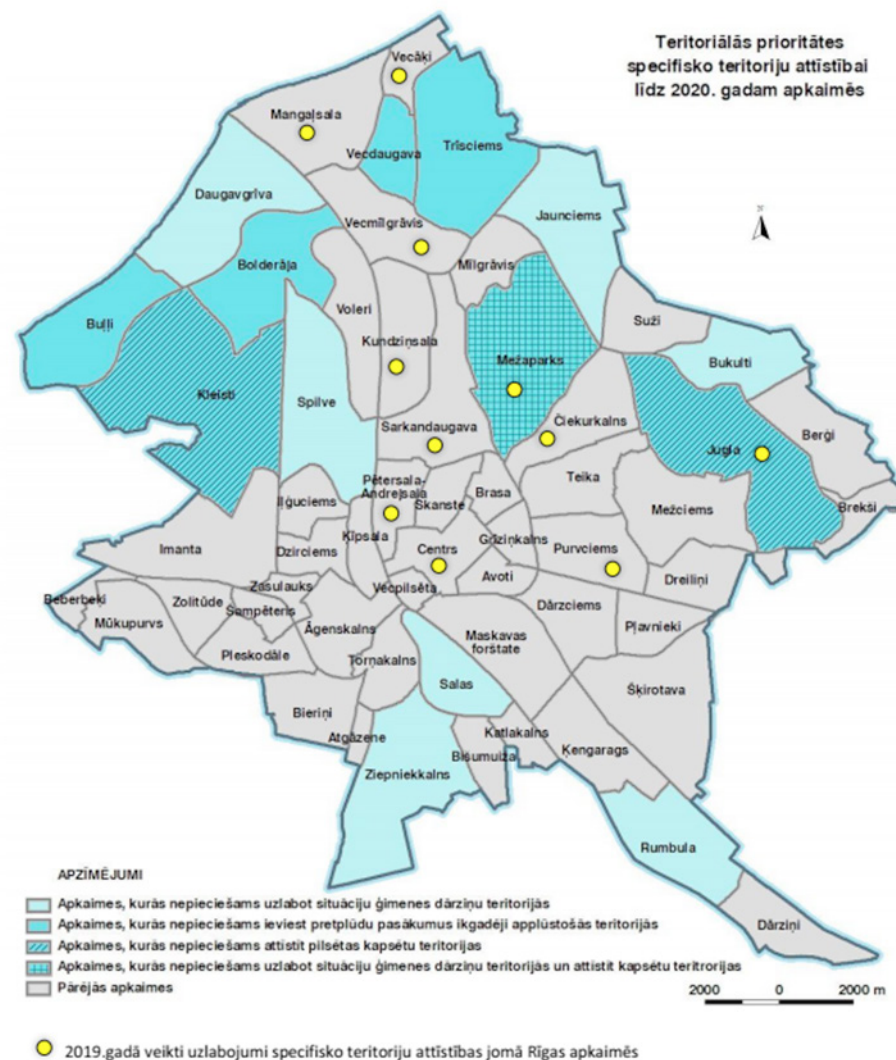 Teritoriālās prioritātes
specifisko teritoriju attīstībai
līdz 2020. gadam apkaimēs
Vecāķi
Mangaļsala
Vecdaugava
Trīsciems
Daugavgrīva
Vecmīlgrāvis
Jaunciems
N
Bolderāja
Mīlgrāvis
Voleri
Buļļi
Kundziņsala
Suži
Mežaparks
Bukulti
Kleisti
Spilve
Sarkandaugava
Čiekurkalns
Jugla
Berģi
Pētersala-
Andrejsala
Teika
Iļģuciems
Skanste
Brasa
Mežciems
Brekši
Imanta
Dzirciems
Ķīpsala
Centrs
Grīziņkalns
Purvciems
Avoti
Dreiliņi
Beberbeķi
Zasulauks
Vecpilsēta
Mūkupurvs
Zolitūde
Sampēteris
Dārzciems
Āgenskalns
Maskavas
forštate
Pļavnieki
Pleskodāle
Torņakalns
Salas
Šķirotava
Bieriņi
Atgāzene
Katlakalns
Bišumuiža
Ķengarags
Ziepniekkalns
Rumbula
Dārziņi
APZĪMĒJUMI
Apkaimes, kurās nepieciešams uzlabot situāciju ģimenes dārziņu teritorijās
Apkaimes, kurās nepieciešams ieviest pretplūdu pasākumus ikgadēji applūstošās teritorijās
Apkaimes, kurās nepieciešams attīstīt pilsētas kapsētu teritorijas
Apkaimes, kurās nepieciešams uzlabot situāciju ģimenes dārziņu teritorijās un attīstīt kapsētu teritrorijas
Pārējās apkaimes
2000 0 2000 m
2019.gadā veikti uzlabojumi specifisko teritoriju attīstības jomā Rīgas apkaimēs